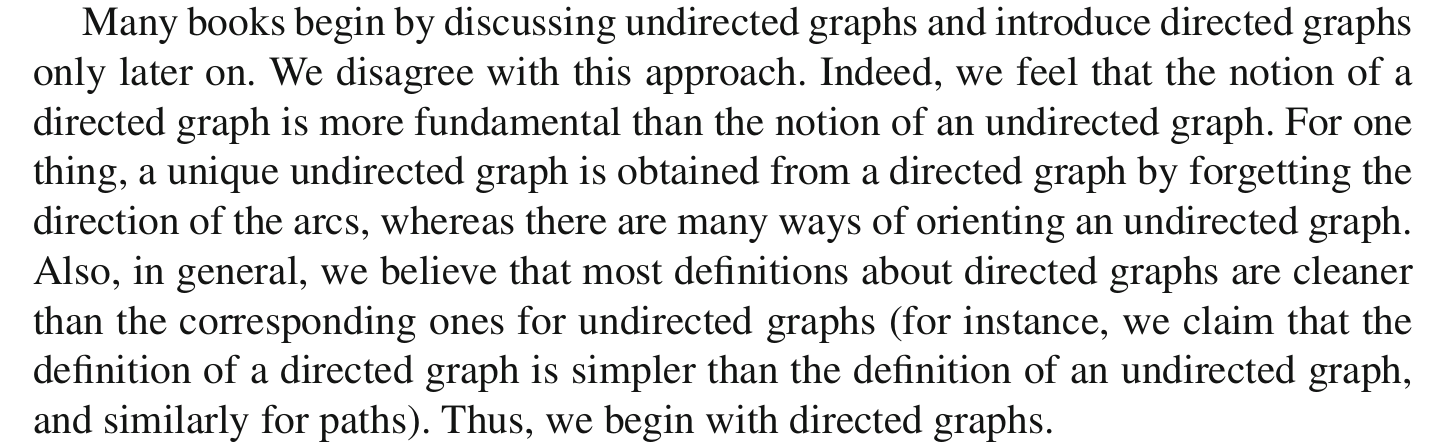 Many books begin by discussing undirected graphs and introduce directed graphs
only later on. We disagree with this approach. Indeed, we feel that the notion of a
directed graph is more fundamental than the notion of an undirected graph. For one
thing, a unique undirected graph is obtained from a directed graph by forgetting the
direction of the arcs, whereas there are many ways of orienting an undirected graph.
Also, in general, we believe that most definitions about directed graphs are cleaner
than the corresponding ones for undirected graphs (for instance, we claim that the
definition of a directed graph is simpler than the definition of an undirected graph,
and similarly for paths). Thus, we begin with directed graphs.